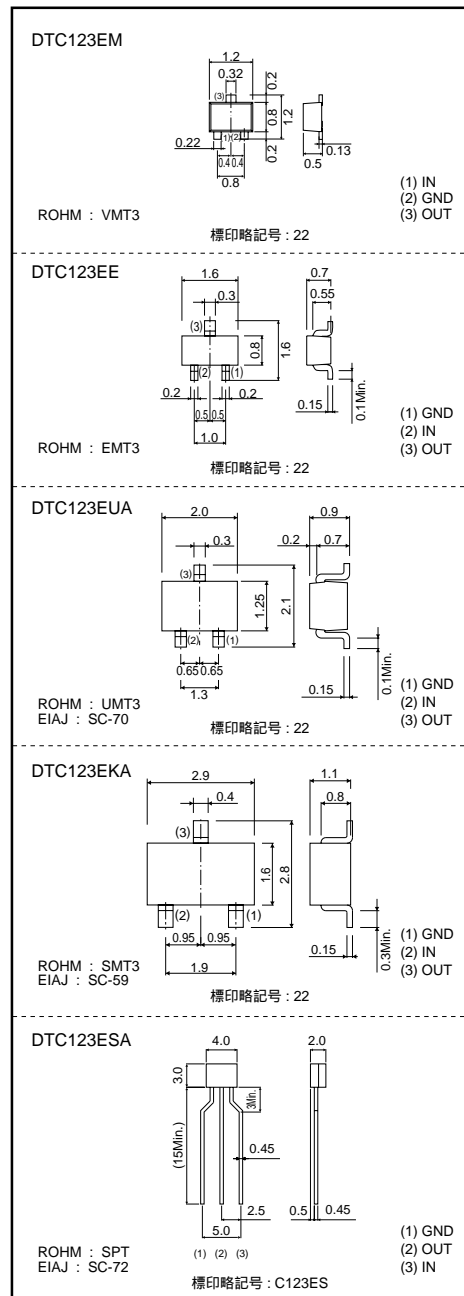 DTC123EM
1.2
0.32
0.2
(3)
0.8
1.2
0.22
(1) (2)
0.2
0.4 0.4
0.8
0.13
0.5
(1) IN
(2) GND
(3) OUT
ROHM : VMT3
標印略記号 : 22
DTC123EE
1.6
0.3
(3)
0.8
1.6
0.7
0.55
(2) (1)
0.2 0.2
0.5 0.5
1.0
0.15
0.1Min.
(1) GND
(2) IN
(3) OUT
ROHM : EMT3
標印略記号 : 22
DTC123EUA
2.0
0.3
(3)
1.25
2.1
0.9
0.2 0.7
(2) (1)
0.65 0.65
1.3
0.15
0.1Min.
(1) GND
(2) IN
(3) OUT
ROHM : UMT3
EIAJ : SC-70
標印略記号 : 22
DTC123EKA
2.9
0.4
(3)
1.6
2.8
1.1
0.8
(2) (1)
0.95 0.95
1.9
0.15
0.3Min.
(1) GND
(2) IN
(3) OUT
ROHM : SMT3
EIAJ : SC-59
標印略記号 : 22
DTC123ESA
4.0
2.0
3.0
3Min.
(15Min.)
0.45
2.5
5.0
0.5 0.45
(1) (2) (3)
(1) GND
(2) OUT
(3) IN
ROHM : SPT
EIAJ : SC-72
標印略記号 : C123ES